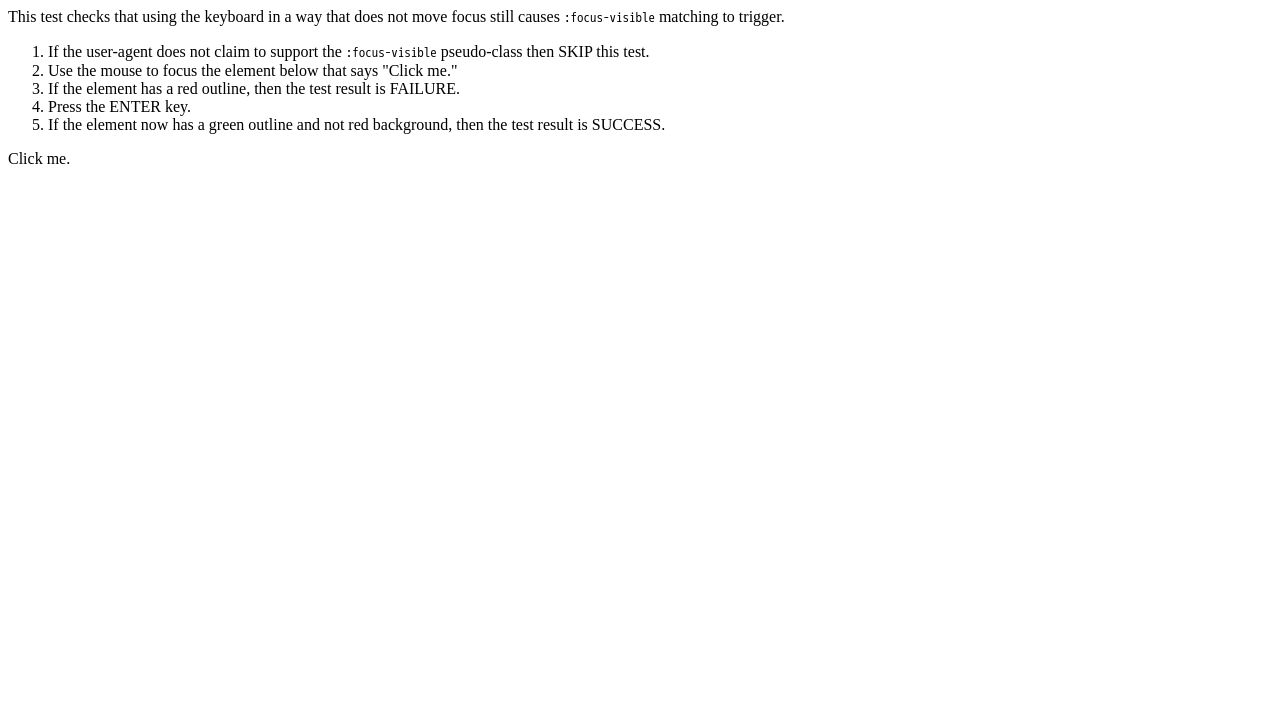 This test checks that using the keyboard in a way that does not move focus still causes :focus-visible matching to trigger.
1. If the user-agent does not claim to support the :focus-visible pseudo-class then SKIP this test.
2. Use the mouse to focus the element below that says "Click me."
3. If the element has a red outline, then the test result is FAILURE.
4. Press the ENTER key.
5. If the element now has a green outline and not red background, then the test result is SUCCESS.
Click me.